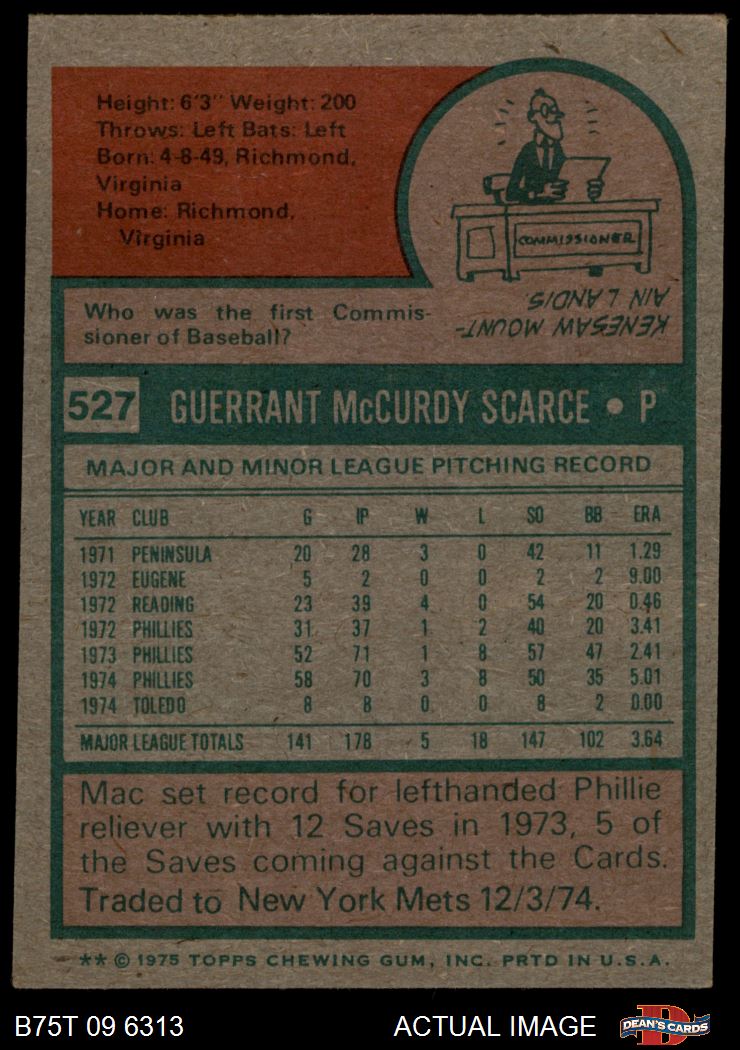 Height: 6'3" Weight: 200
Throws: Left Bats: Left
Born: 4-8-49, Richmond,
Virginia
Home: Richmond,
Virginia
COMMISSIONER
Who was the first Commis-
sioner of Baseball?
KENESAW MOUNT-
AIN LANDIS.
527 GUERRANT McCURDY SCARCE • P
MAJOR AND MINOR LEAGUE PITCHING RECORD
YEAR CLUB G IP W L SO BB ERA
1971 PENINSULA 20 28 3 0 42 11 1.29
1972 EUGENE 5 2 0 0 2 2 9.00
1972 READING 23 39 4 0 54 20 0.46
1972 PHILLIES 31 37 1 2 40 20 3.41
1973 PHILLIES 52 71 1 8 57 47 2.41
1974 PHILLIES 58 70 3 8 50 35 5.01
1974 TOLEDO 8 8 0 0 8 2 0.00
MAJOR LEAGUE TOTALS 141 178 5 18 147 102 3.64
Mac set record for lefthanded Phillie
reliever with 12 Saves in 1973, 5 of
the Saves coming against the Cards.
Traded to New York Mets 12/3/74.
** © 1975 TOPPS CHEWING GUM, INC. PRTD IN U.S.A.
B75T 09 6313 ACTUAL IMAGE D DEAN'S CARDS